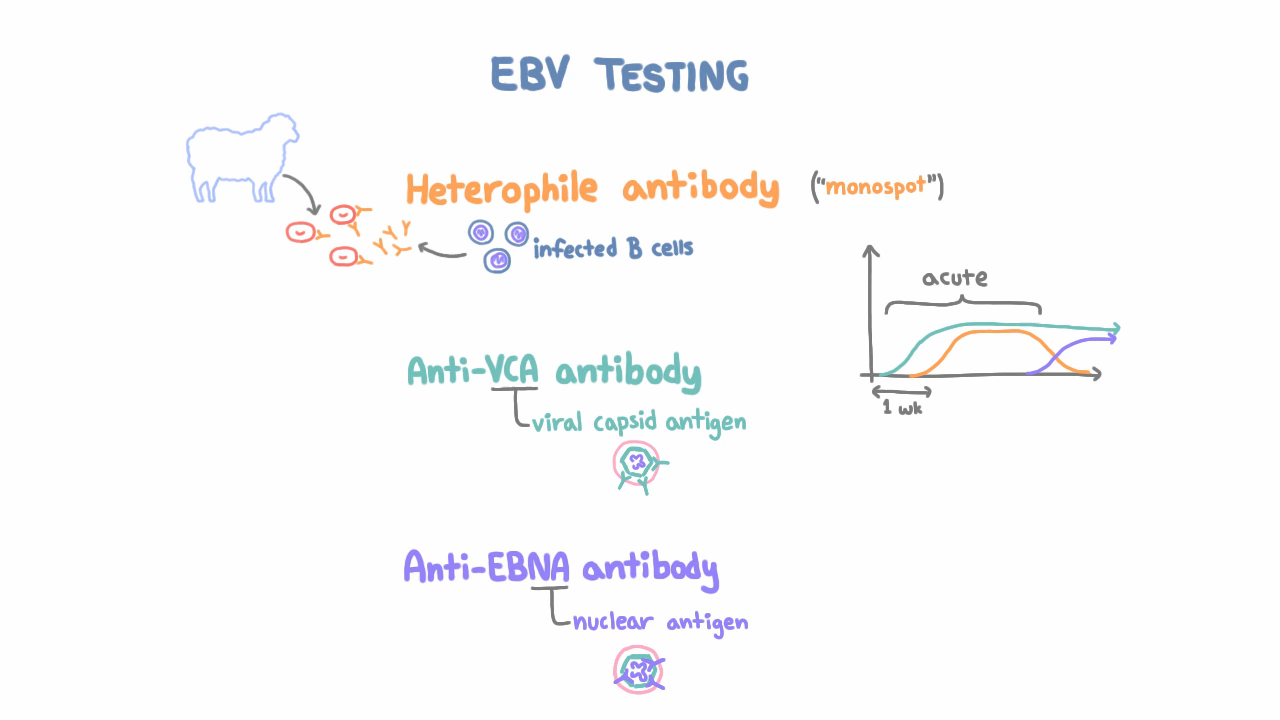 EBV TESTING
Heterophile antibody ("monospot")
infected B cells
acute
1 wk
Anti-VCA antibody
viral capsid antigen
Anti-EBNA antibody
nuclear antigen